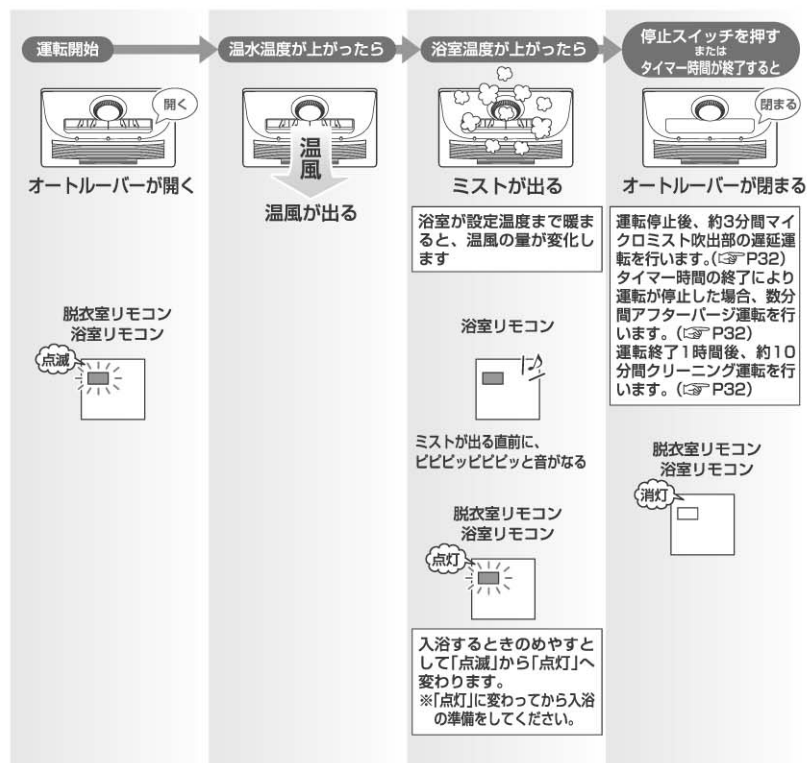 運転開始
温水温度が上がったら
浴室温度が上がったら
停止スイッチを押す
または
タイマー時間が終了すると
開く
オートルーバーが開く
温風
温風が出る
ミストが出る
閉まる
オートルーバーが閉まる
脱衣室リモコン
浴室リモコン
点滅
浴室が設定温度まで暖ま
ると、温風の量が変化し
ます
浴室リモコン
ミストが出る直前に、
ピピピッピピピッと音がなる
脱衣室リモコン
浴室リモコン
点灯
入浴するときのめやすと
して「点滅」から「点灯」へ
変わります。
※「点灯」に変わってから入浴
の準備をしてください。
運転停止後、約3分間マイ
クロミスト吹出部の遅延運
転を行います。(☞P32)
タイマー時間の終了により
運転が停止した場合、数分
間アフターパージ運転を行
います。(☞P32)
運転終了1時間後、約10
分間クリーニング運転を行
います。(☞P32)
脱衣室リモコン
浴室リモコン
消灯